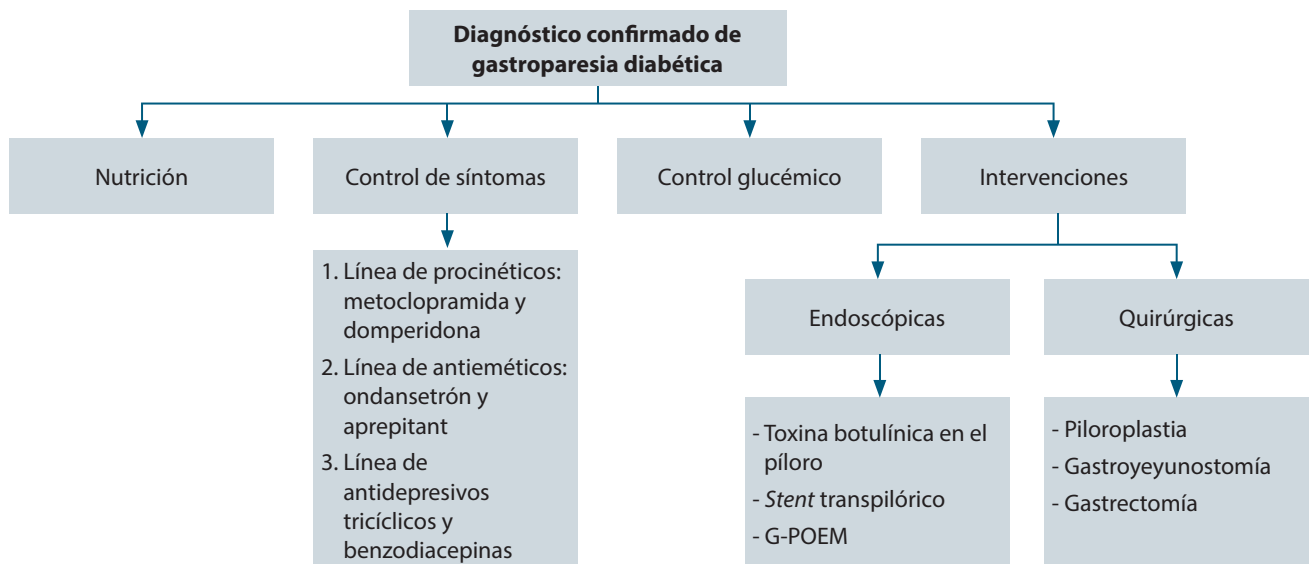 Diagnóstico confirmado de
gastroparesia diabética
Nutrición
Control de síntomas
Control glucémico
Intervenciones
1. Línea de procinéticos:
metoclopramida y
domperidona
2. Línea de antieméticos:
ondansetrón y
aprepitant
3. Línea de
antidepresivos
tricíclicos y
benzodiacepinas
Endoscópicas
Quirúrgicas
- Toxina botulínica en el
píloro
- Stent transpilórico
- G-POEM
- Piloroplastia
- Gastroyeyunostomía
- Gastrectomía